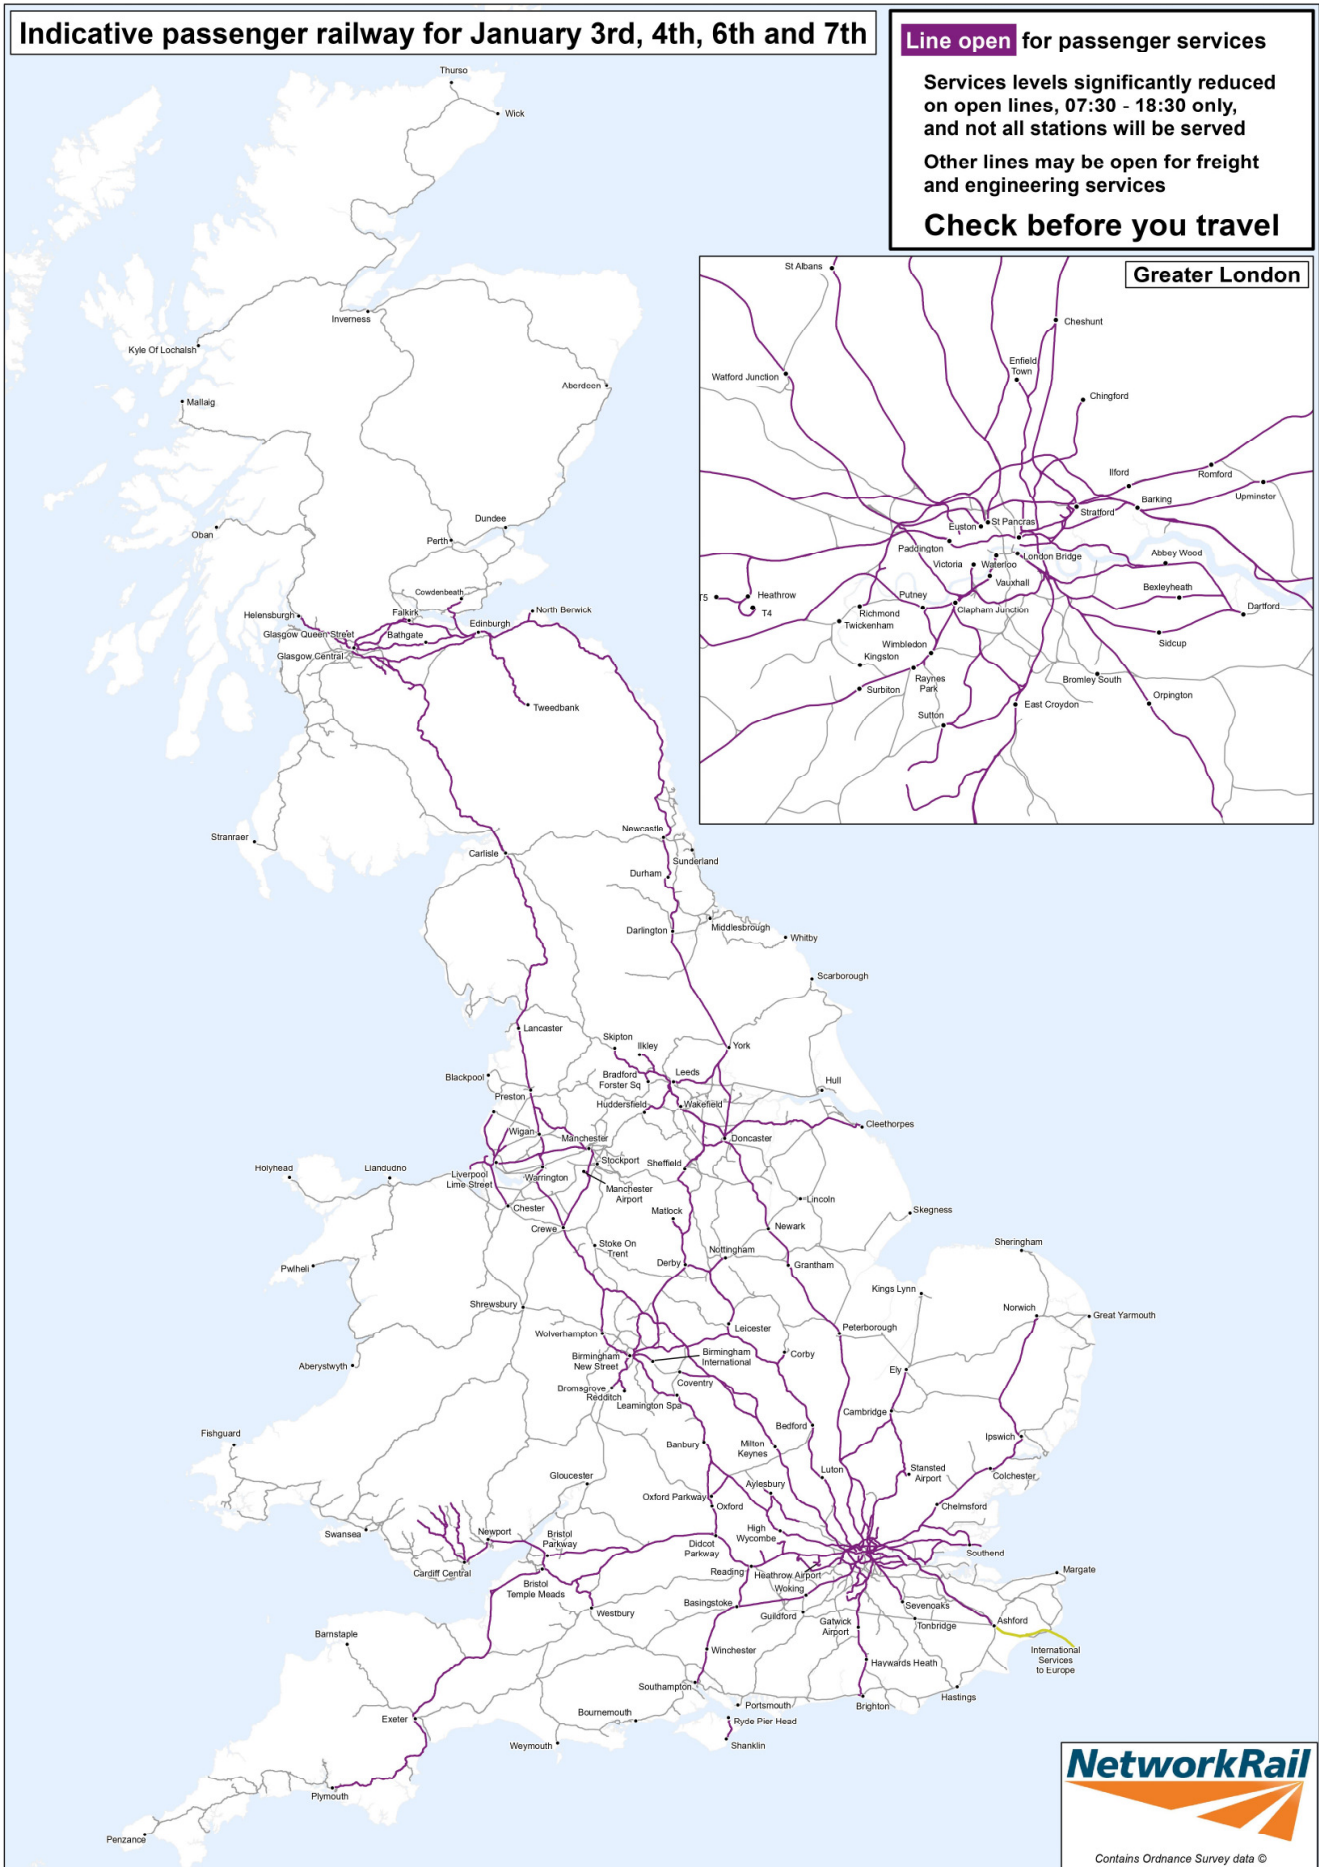 Indicative passenger railway for January 3rd, 4th, 6th and 7th
Line open for passenger services
Services levels significantly reduced
on open lines, 07:30 - 18:30 only,
and not all stations will be served
Other lines may be open for freight
and engineering services
Check before you travel
Greater London
St Albans
Cheshunt
Enfield
Town
Watford Junction
Chingford
Ilford
Romford
Barking
Upminster
Stratford
Euston
St Pancras
Paddington
London Bridge
Abbey Wood
Victoria
Waterloo
Vauxhall
Bexleyheath
T5
Heathrow
T4
Putney
Clapham Junction
Richmond
Dartford
Twickenham
Sidcup
Wimbledon
Kingston
Raynes
Park
Bromley South
Surbiton
Orpington
East Croydon
Sutton
Thurso
Wick
Inverness
Kyle Of Lochalsh
Aberdeen
Mallaig
Dundee
Oban
Perth
Cowdenbeath
Helensburgh
Falkirk
North Berwick
Edinburgh
Glasgow Queen Street
Bathgate
Glasgow Central
Tweedbank
Stranraer
Newcastle
Carlisle
Sunderland
Durham
Darlington
Middlesbrough
Whitby
Scarborough
Lancaster
Skipton
Ilkley
York
Blackpool
Bradford
Forster Sq
Leeds
Hull
Preston
Huddersfield
Wakefield
Cleethorpes
Wigan
Manchester
Doncaster
Stockport
Sheffield
Holyhead
Llandudno
Liverpool
Lime Street
Warrington
Manchester
Airport
Lincoln
Chester
Matlock
Skegness
Crewe
Newark
Stoke On
Trent
Nottingham
Sheringham
Pwlheli
Derby
Grantham
Kings Lynn
Shrewsbury
Norwich
Great Yarmouth
Wolverhampton
Leicester
Peterborough
Birmingham
New Street
Birmingham
International
Corby
Aberystwyth
Ely
Coventry
Bromsgrove
Redditch
Leamington Spa
Cambridge
Fishguard
Bedford
Ipswich
Banbury
Milton
Keynes
Gloucester
Luton
Stansted
Airport
Colchester
Aylesbury
Oxford Parkway
Oxford
Chelmsford
Swansea
Newport
Bristol
Parkway
High
Wycombe
Didcot
Parkway
Southend
Cardiff Central
Reading
Heathrow Airport
Margate
Bristol
Temple Meads
Woking
Westbury
Basingstoke
Sevenoaks
Guildford
Gatwick
Airport
Tonbridge
Ashford
Barnstaple
International
Services
to Europe
Winchester
Haywards Heath
Southampton
Hastings
Portsmouth
Brighton
Exeter
Bournemouth
Ryde Pier Head
Weymouth
Shanklin
Plymouth
Penzance
NetworkRail
Contains Ordnance Survey data ©